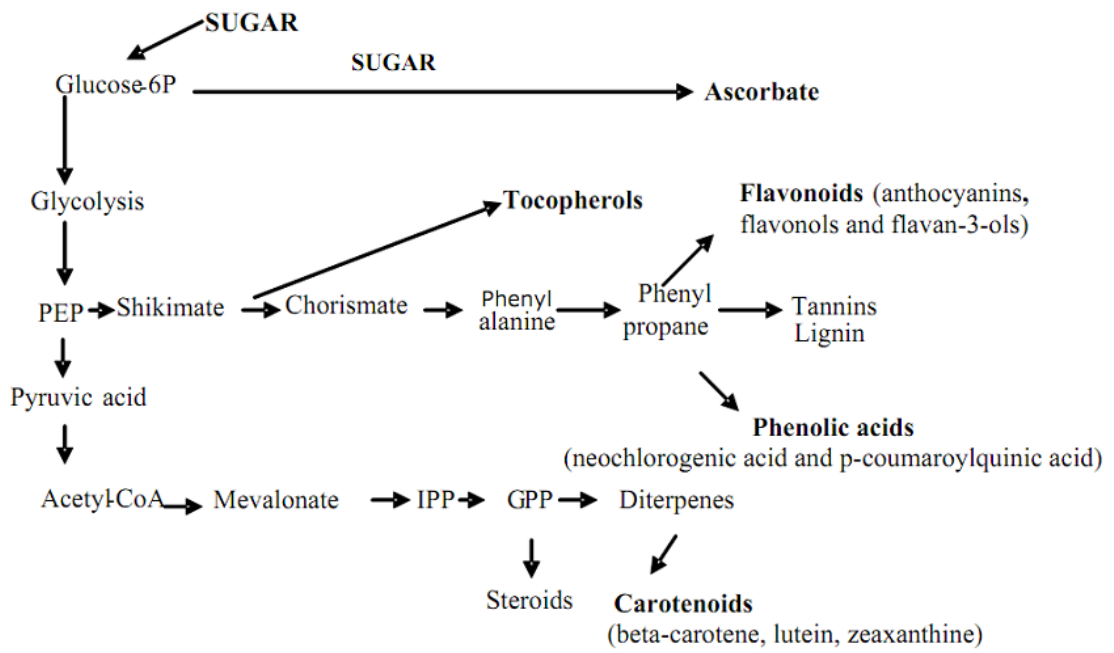 SUGAR
SUGAR
Glucose-6P
Ascorbate
Glycolysis
Tocopherols
Flavonoids (anthocyanins,
flavonols and flavan-3-ols)
PEP
Shikimate
Chorismate
Phenyl
alanine
Phenyl
propane
Tannins
Lignin
Pyruvic acid
Phenolic acids
(neochlorogenic acid and p-coumaroylquinic acid)
Acetyl-CoA
Mevalonate
IPP
GPP
Diterpenes
Steroids
Carotenoids
(beta-carotene, lutein, zeaxanthine)